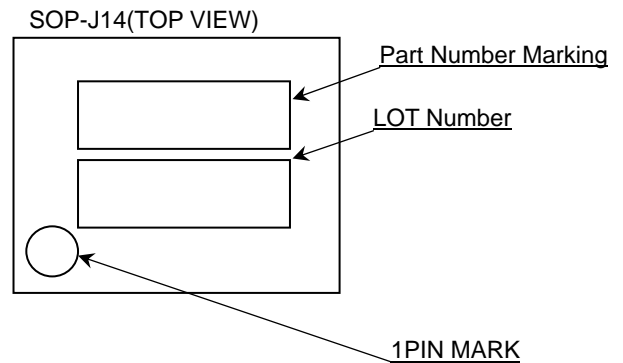 SOP-J14(TOP VIEW)
Part Number Marking
LOT Number
1PIN MARK